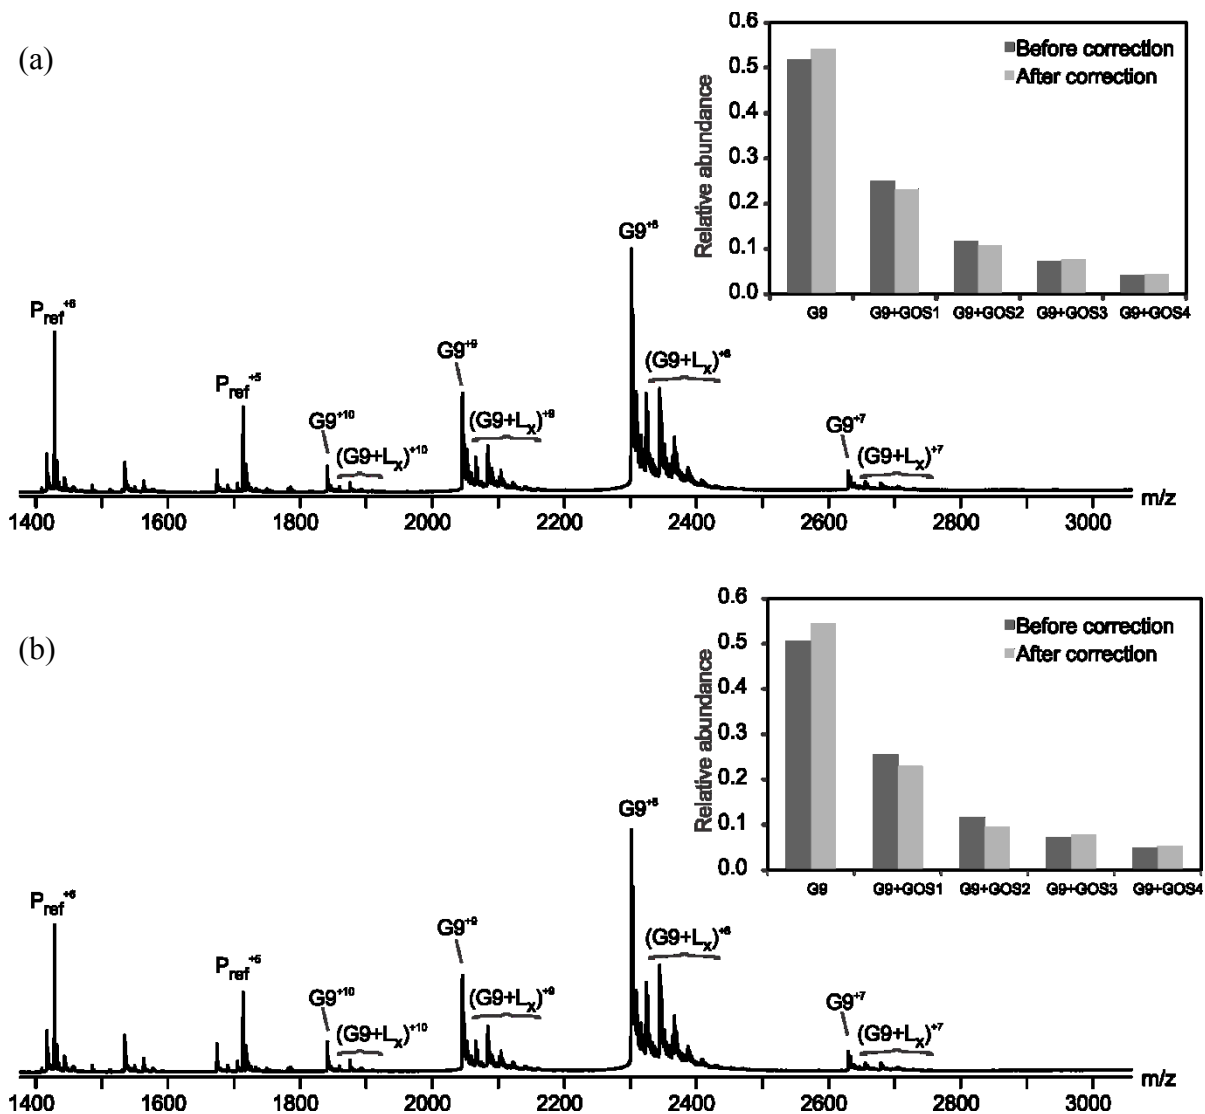 (a)
0.6
0.5
0.4
0.3
0.2
0.1
0.0
Relative abundance
Before correction
After correction
G9 G9+GOS1 G9+GOS2 G9+GOS3 G9+GOS4
Pref+6
Pref+5
G9+10
(G9+Lx)+10
G9+9
(G9+Lx)+9
G9+8
(G9+Lx)+8
G9+7
(G9+Lx)+7
m/z
1400 1600 1800 2000 2200 2400 2600 2800 3000
(b)
0.6
0.5
0.4
0.3
0.2
0.1
0.0
Relative abundance
Before correction
After correction
G9 G9+GOS1 G9+GOS2 G9+GOS3 G9+GOS4
Pref+6
Pref+5
G9+10
(G9+Lx)+10
G9+9
(G9+Lx)+9
G9+8
(G9+Lx)+8
G9+7
(G9+Lx)+7
m/z
1400 1600 1800 2000 2200 2400 2600 2800 3000